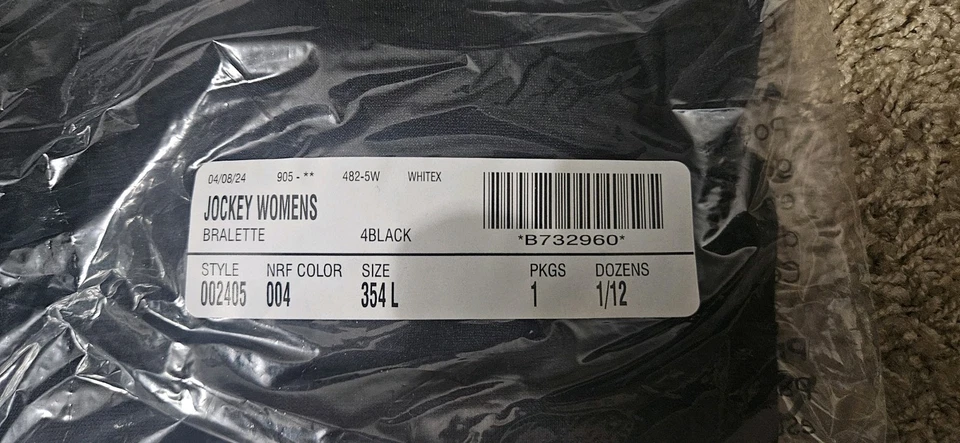 04/08/24 905 - ** 482-5W WHITEX
JOCKEY WOMENS
BRALETTE 4BLACK
*B732960*
STYLE NRF COLOR SIZE PKGS DOZENS
002405 004 354 L 1 1/12